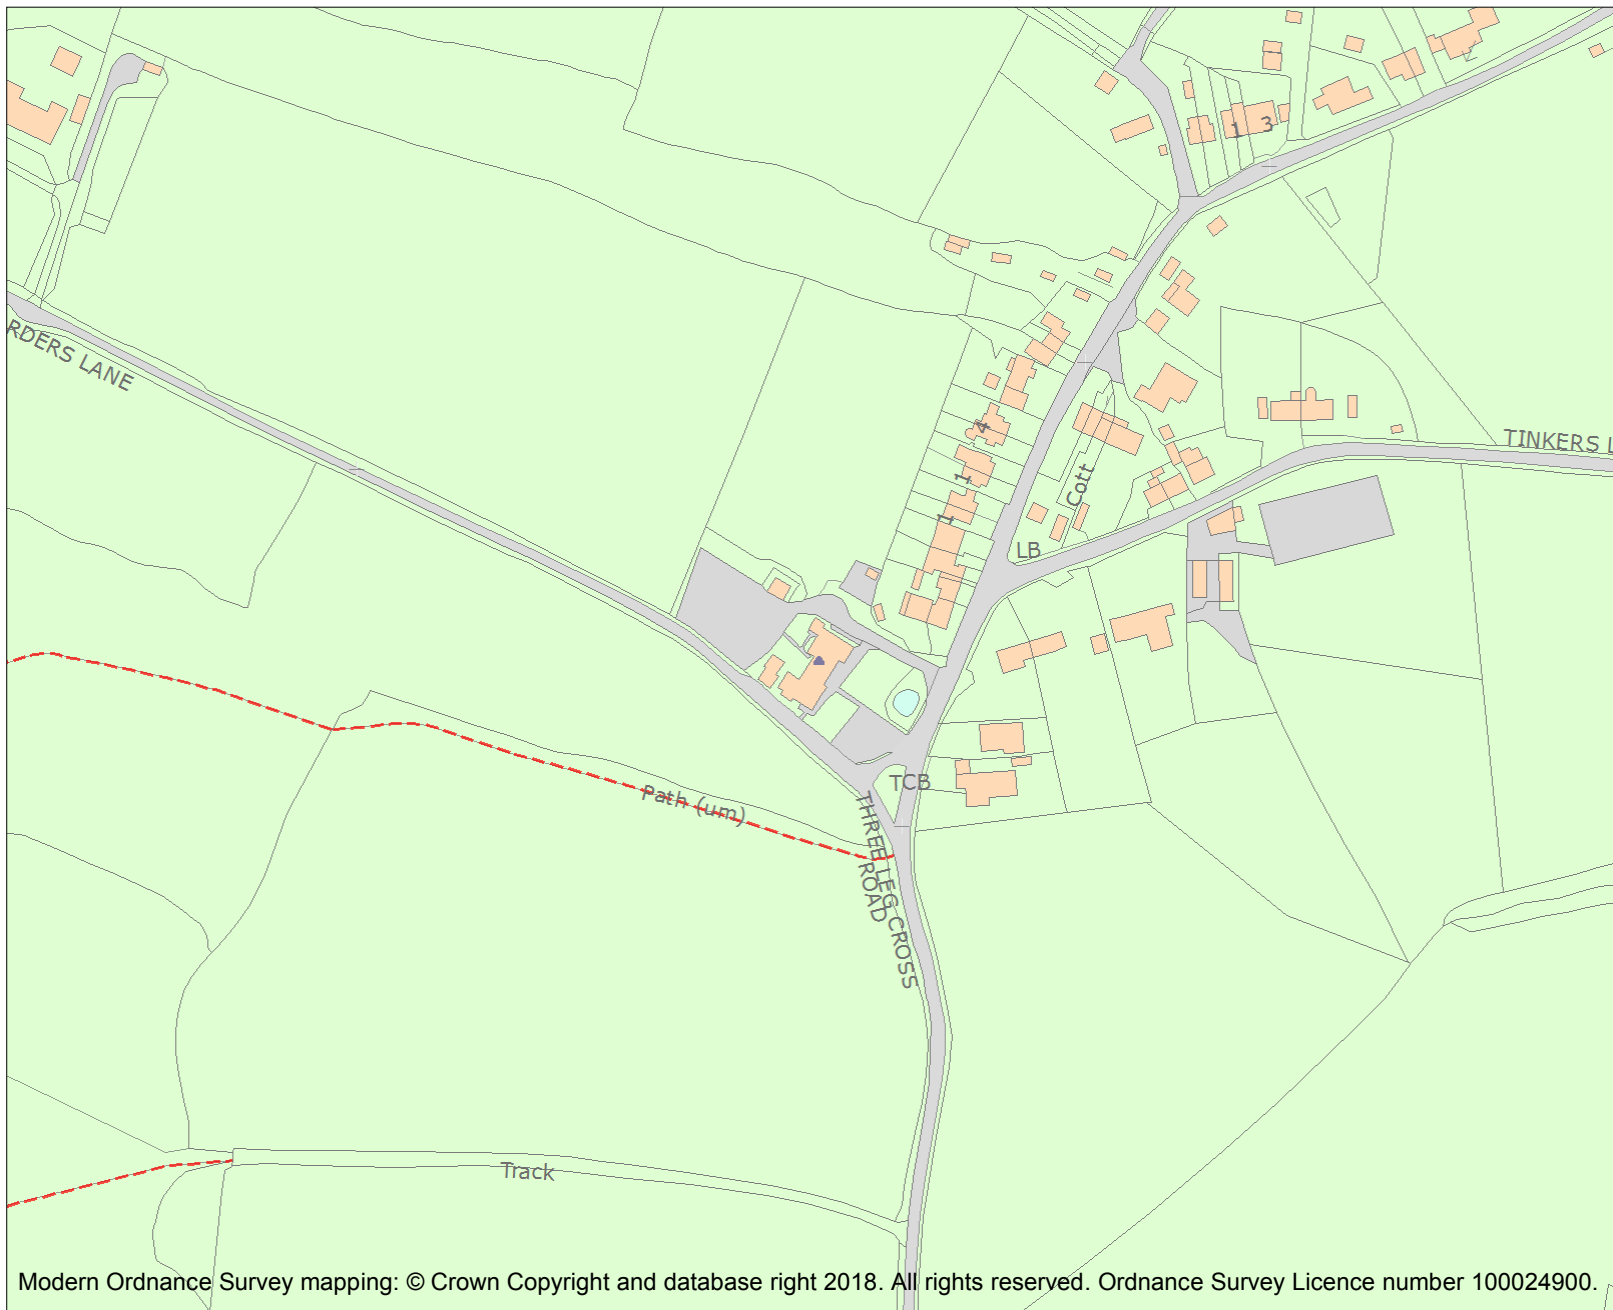 1 3
RDERS LANE
4
TINKERS L
1
Cott
1
LB
TCB
Path (um)
THREE LEG CROSS
ROAD
Track
Modern Ordnance Survey mapping: © Crown Copyright and database right 2018. All rights reserved. Ordnance Survey Licence number 100024900.